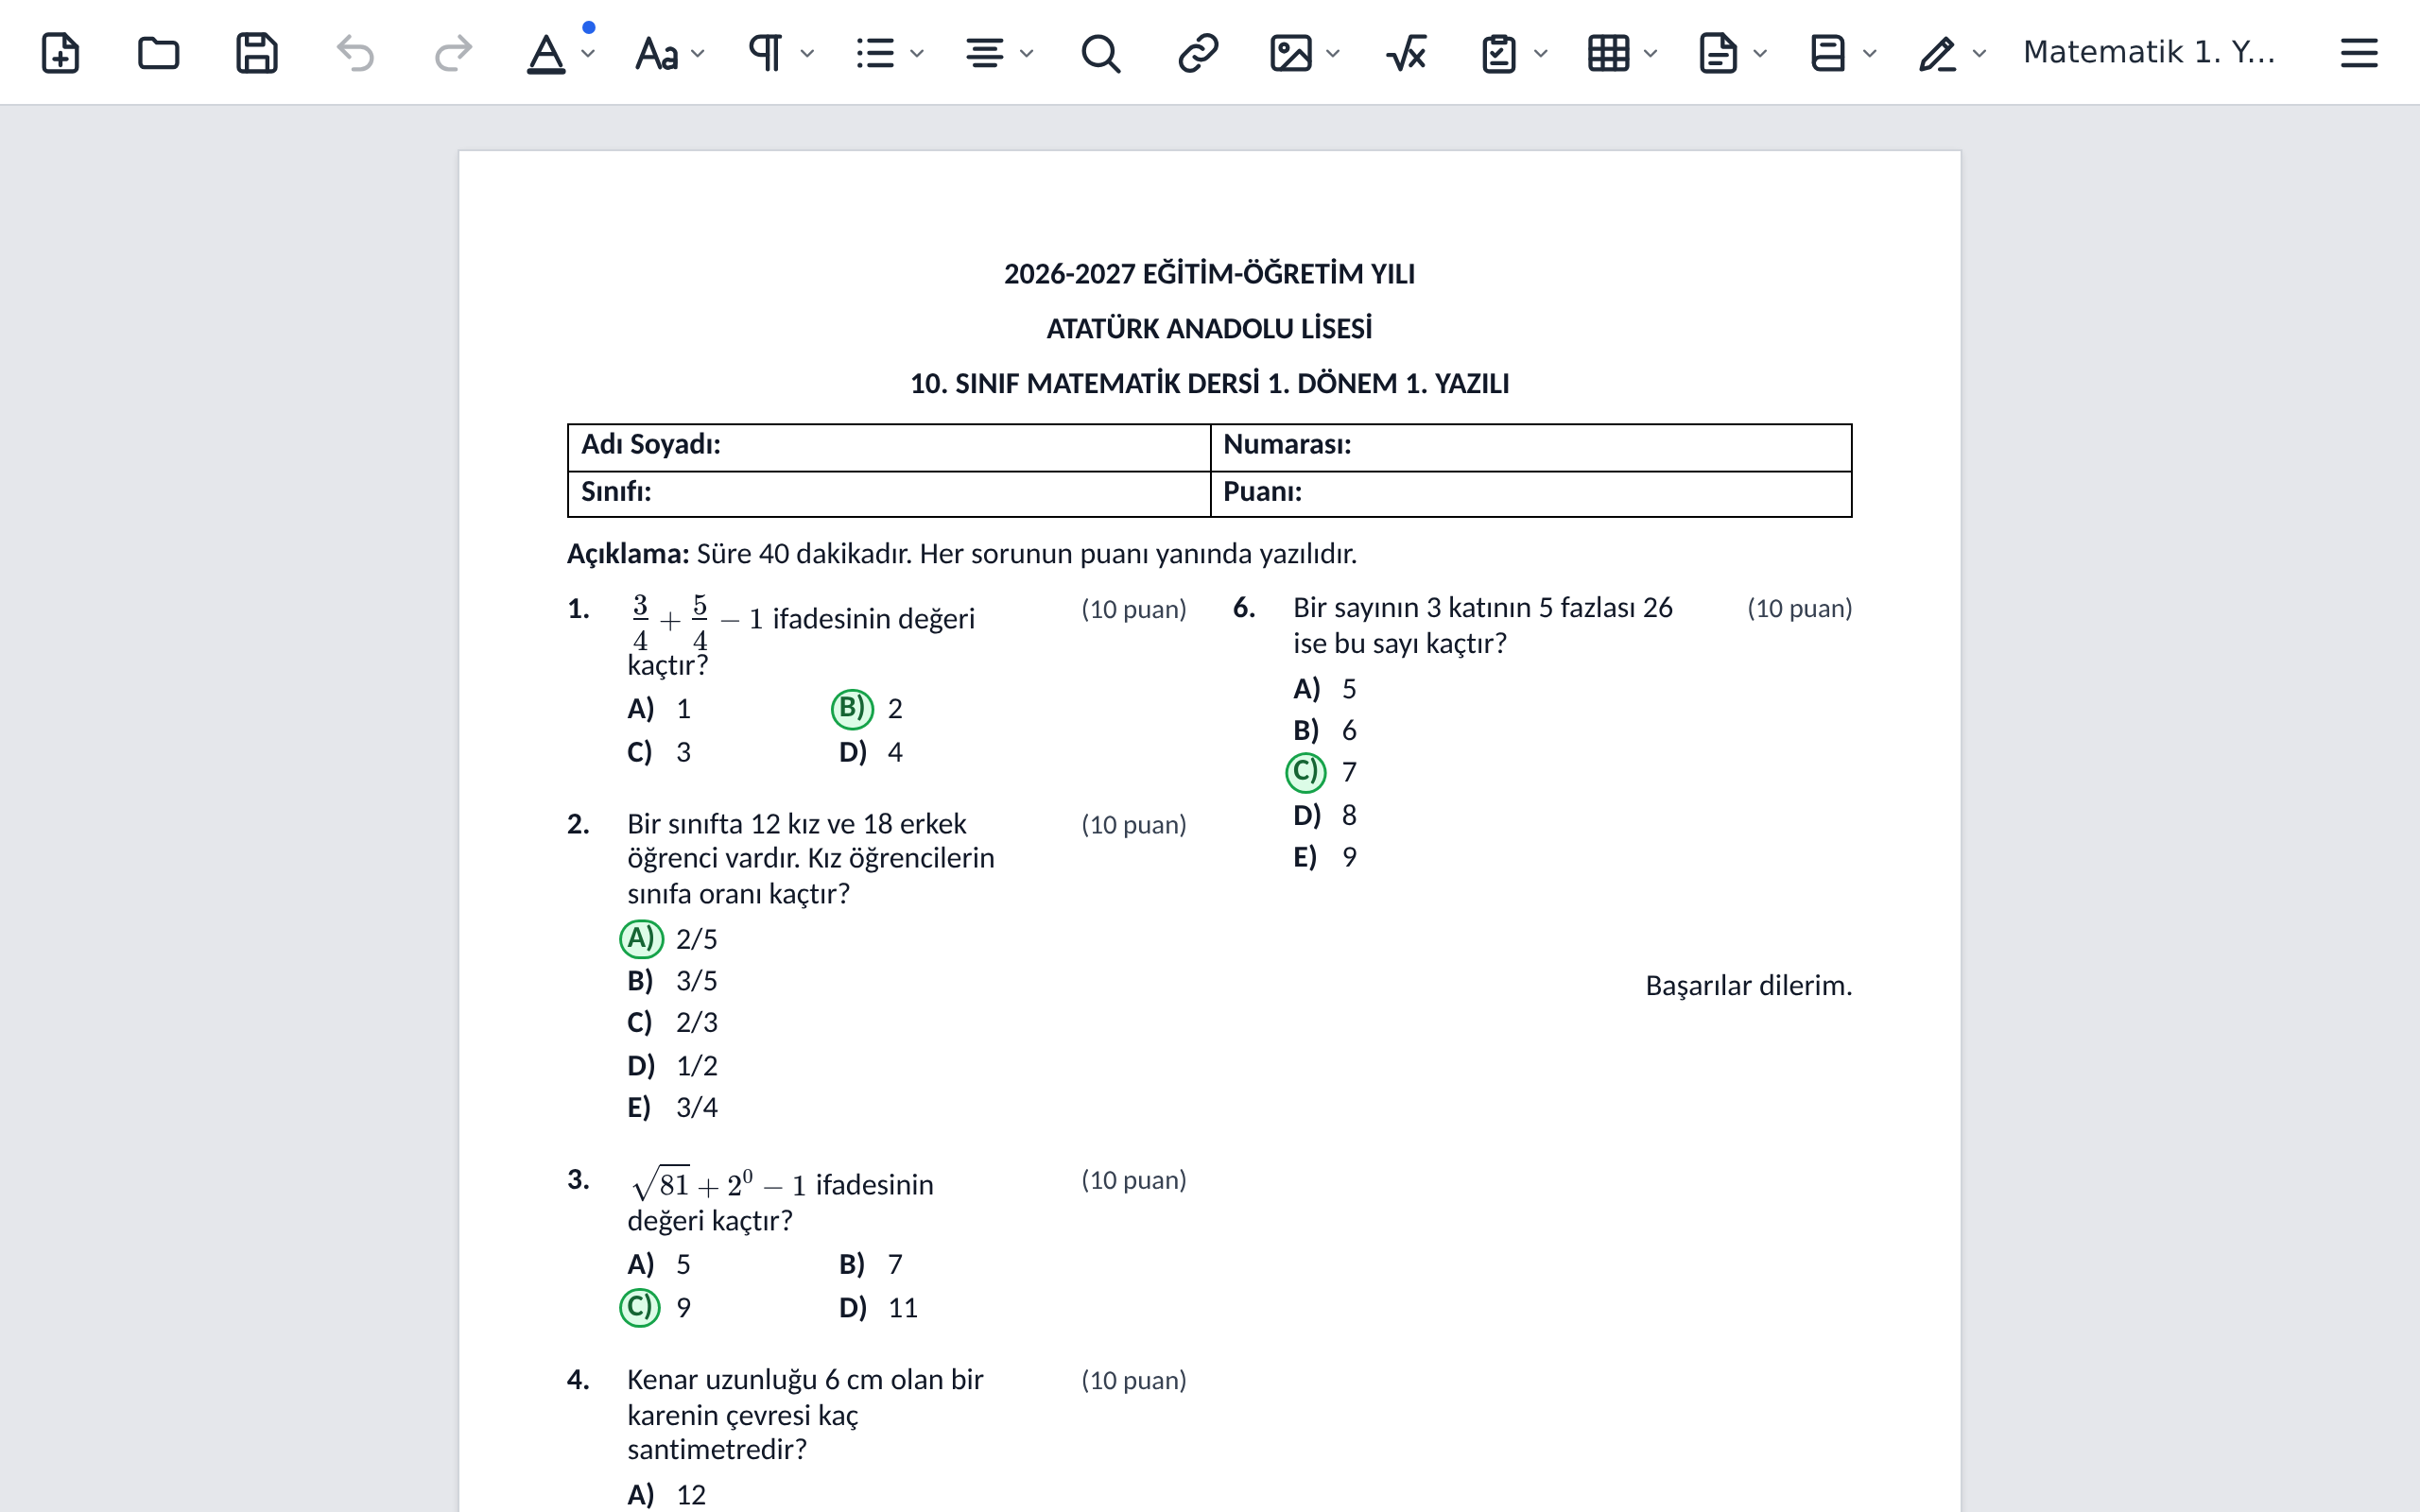 Matematik 1. Y...
2026-2027 EĞİTİM-ÖĞRETİM YILI
ATATÜRK ANADOLU LİSESİ
10. SINIF MATEMATİK DERSİ 1. DÖNEM 1. YAZILI
Adı Soyadı: Numarası:
Sınıfı: Puanı:
Açıklama: Süre 40 dakikadır. Her sorunun puanı yanında yazılıdır.
1. 3/4 + 5/4 − 1 ifadesinin değeri (10 puan)
kaçtır?
A) 1 B) 2
C) 3 D) 4
2. Bir sınıfta 12 kız ve 18 erkek (10 puan)
öğrenci vardır. Kız öğrencilerin
sınıfa oranı kaçtır?
A) 2/5
B) 3/5
C) 2/3
D) 1/2
E) 3/4
3. √81 + 2⁰ − 1 ifadesinin (10 puan)
değeri kaçtır?
A) 5 B) 7
C) 9 D) 11
4. Kenar uzunluğu 6 cm olan bir (10 puan)
karenin çevresi kaç
santimetredir?
A) 12
6. Bir sayının 3 katının 5 fazlası 26 (10 puan)
ise bu sayı kaçtır?
A) 5
B) 6
C) 7
D) 8
E) 9
Başarılar dilerim.